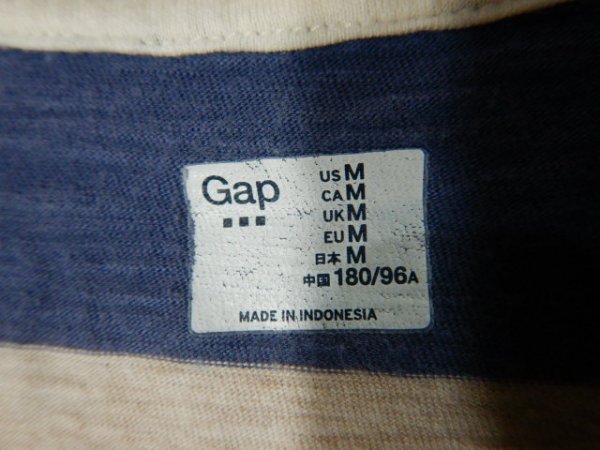 Gap
US M
CA M
UK M
EU M
日本 M
中国 180/96A
MADE IN INDONESIA